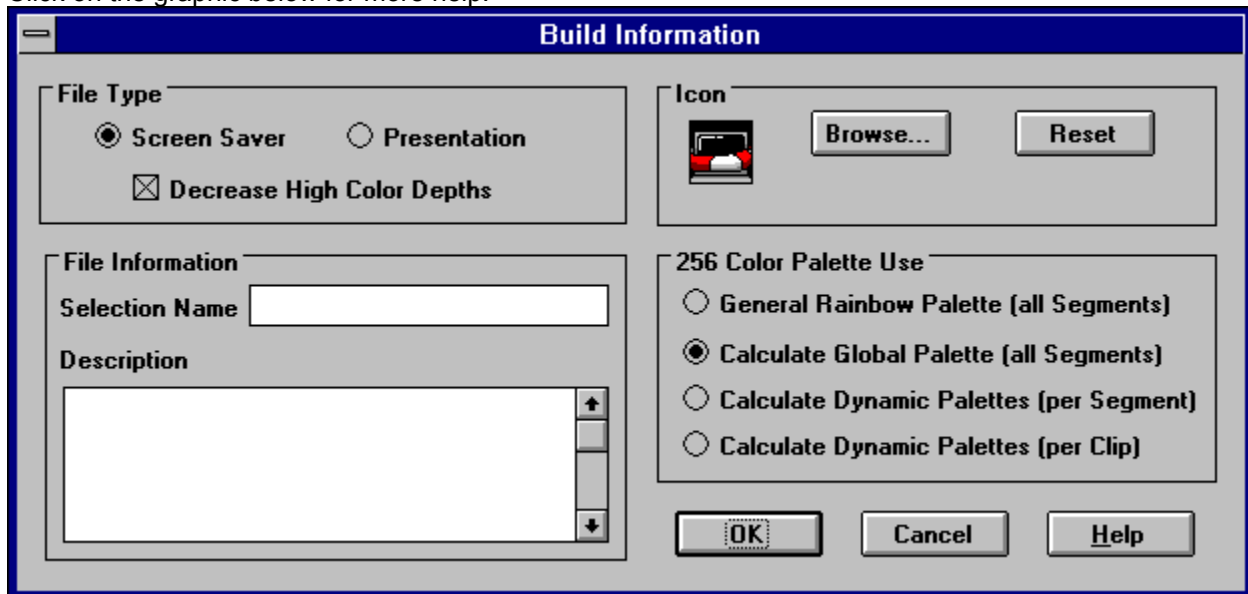 Click on the graphic below for more help.
Build Information
File Type
Screen Saver Presentation
Decrease High Color Depths
Icon
Browse... Reset
File Information
Selection Name
Description
256 Color Palette Use
General Rainbow Palette (all Segments)
Calculate Global Palette (all Segments)
Calculate Dynamic Palettes (per Segment)
Calculate Dynamic Palettes (per Clip)
OK Cancel Help